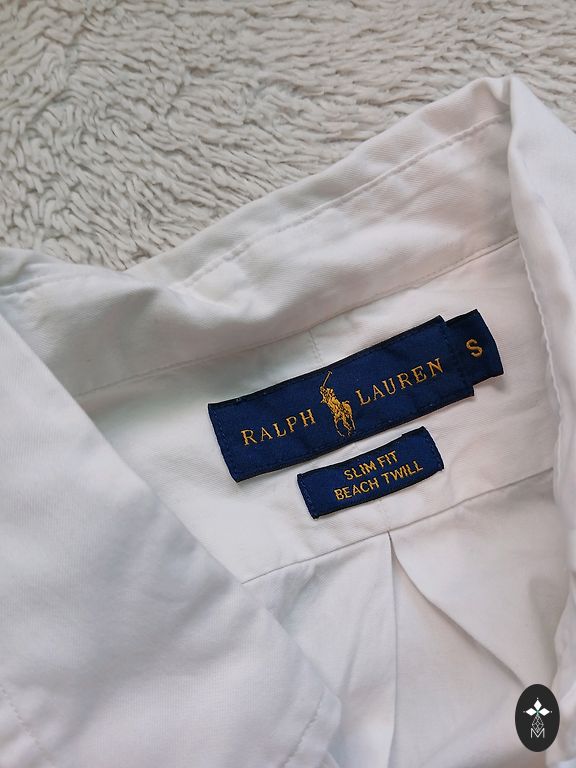 RALPH LAUREN
S
SLIM FIT
BEACH TWILL